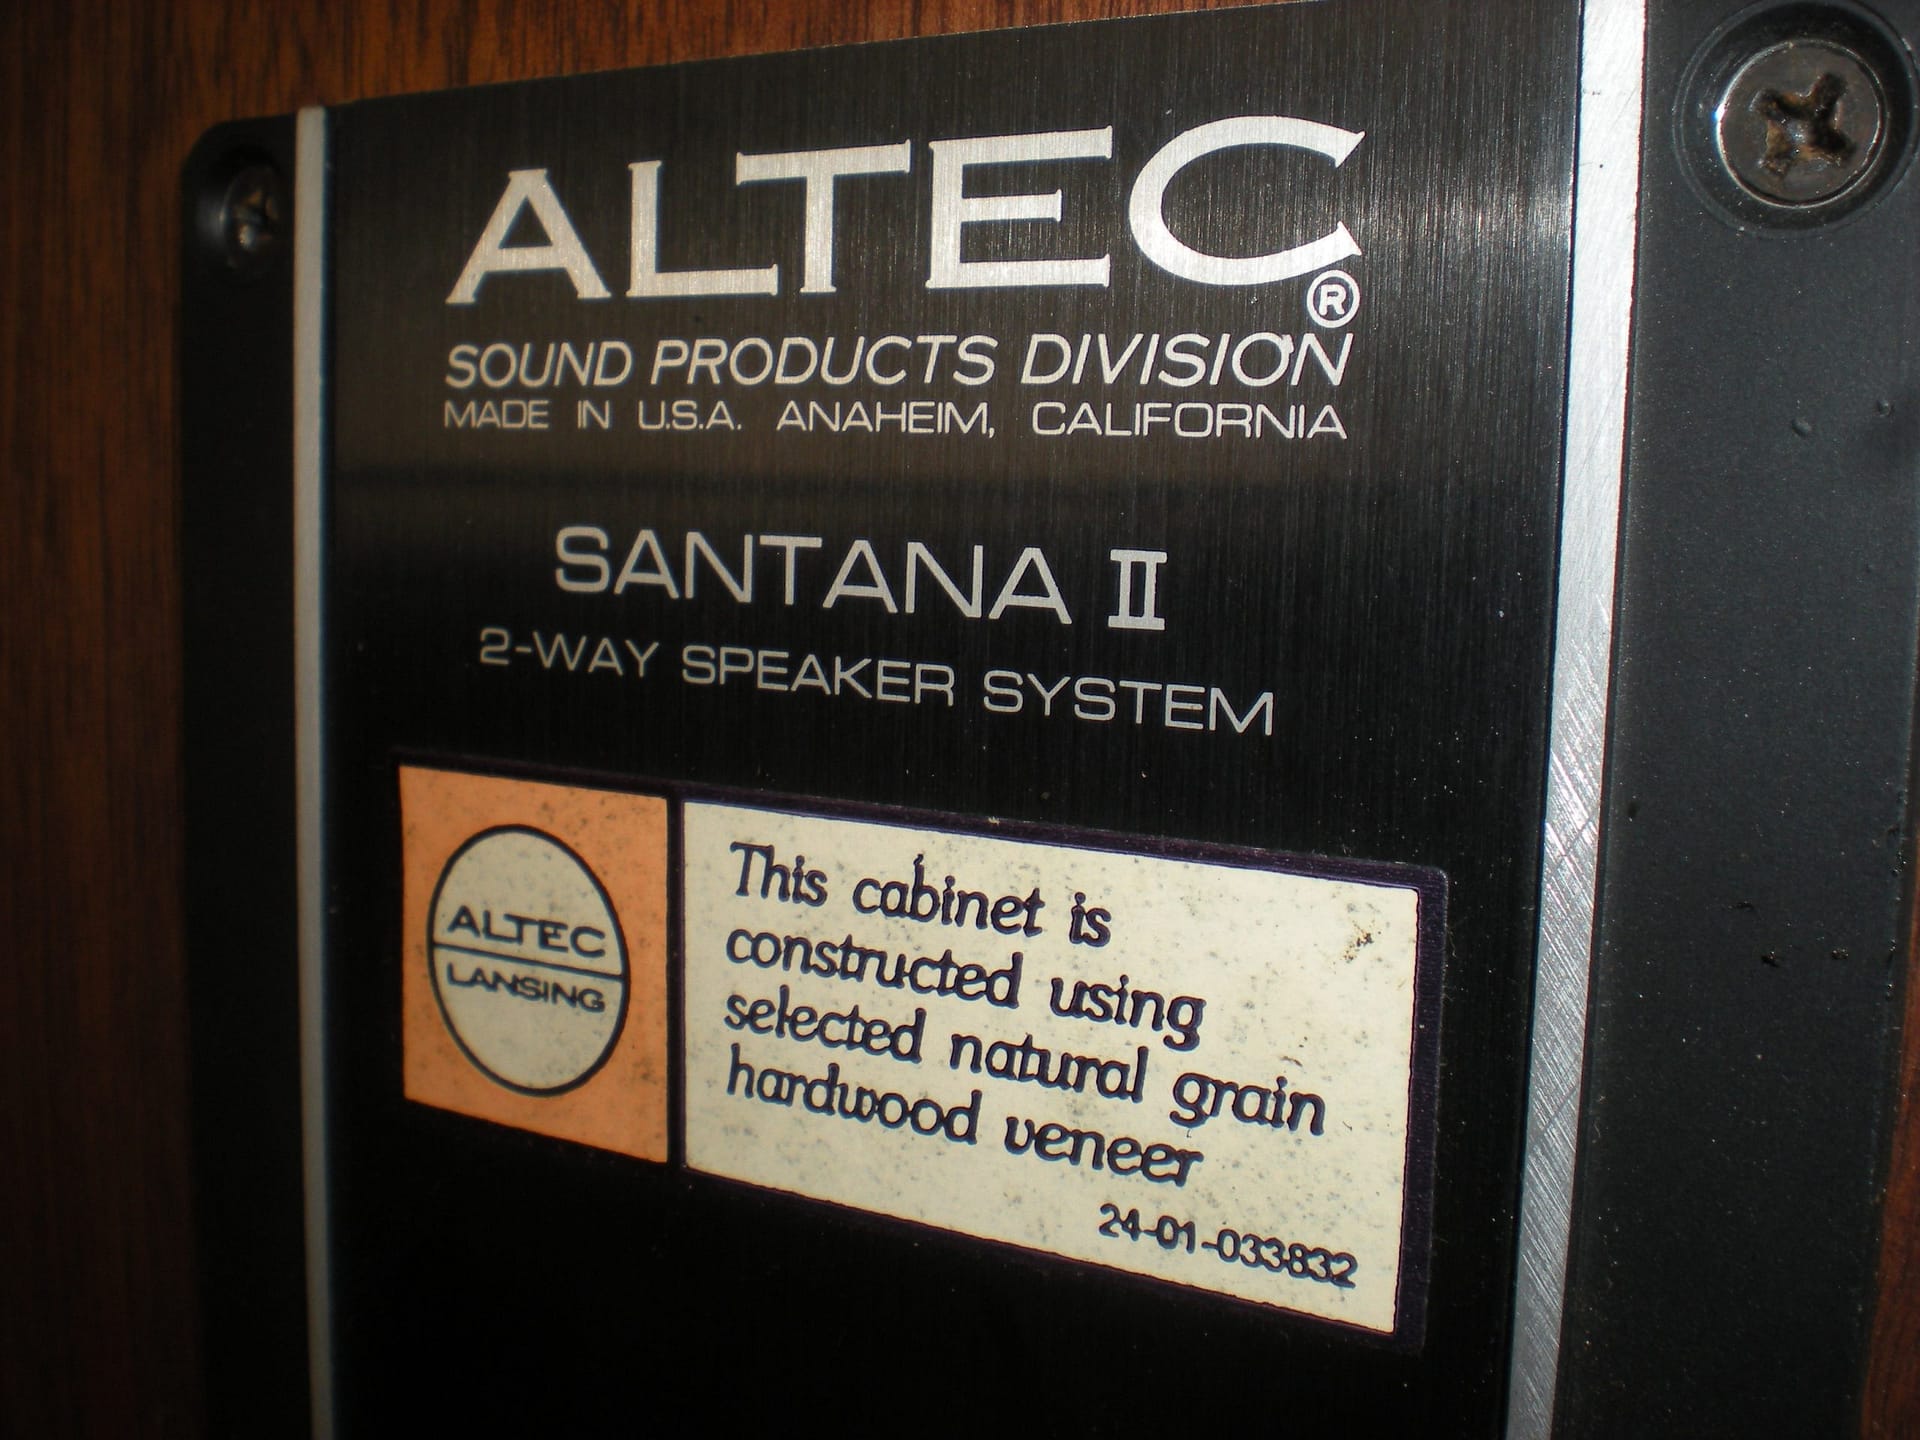 ALTEC®
SOUND PRODUCTS DIVISION
MADE IN U.S.A. ANAHEIM, CALIFORNIA
SANTANA II
2-WAY SPEAKER SYSTEM
ALTEC
LANSING
This cabinet is
constructed using
selected natural grain
hardwood veneer
24-01-033832